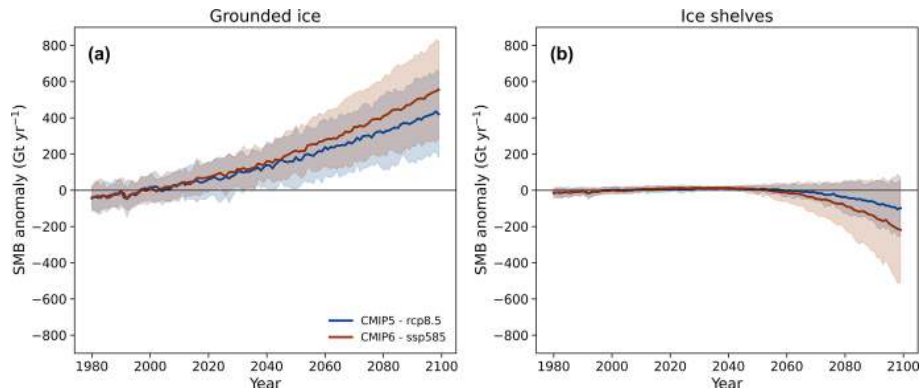 Grounded ice
(a)
SMB anomaly (Gt yr⁻¹)
800
600
400
200
0
−200
−400
−600
−800
CMIP5 - rcp8.5
CMIP6 - ssp585
1980 2000 2020 2040 2060 2080 2100
Year
Ice shelves
(b)
SMB anomaly (Gt yr⁻¹)
800
600
400
200
0
−200
−400
−600
−800
1980 2000 2020 2040 2060 2080 2100
Year